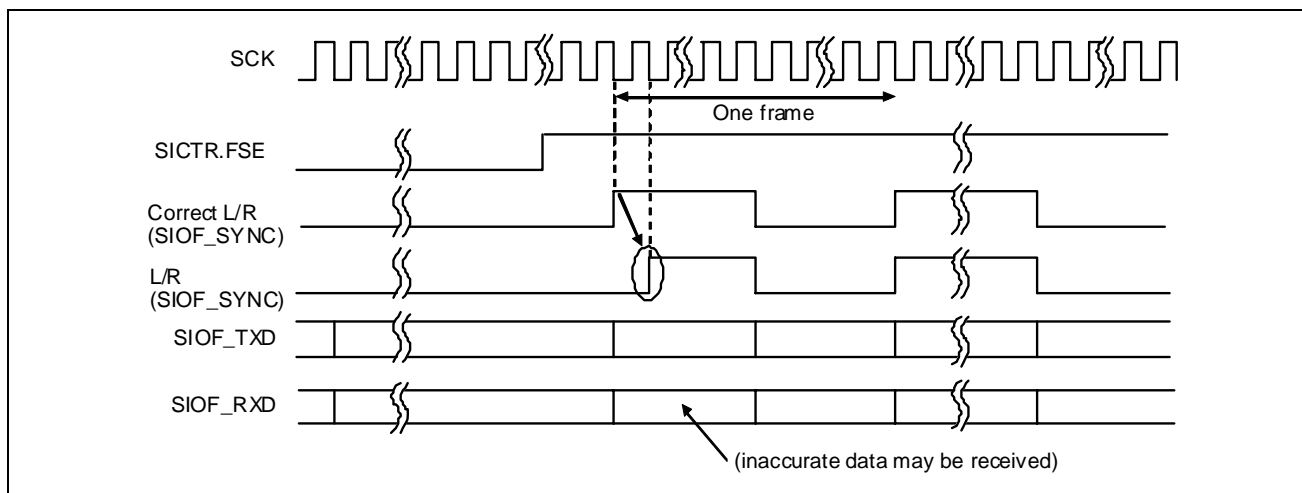 SCK
One frame
SICTR.FSE
Correct L/R
(SIOF_SYNC)
L/R
(SIOF_SYNC)
SIOF_TXD
SIOF_RXD
(inaccurate data may be received)